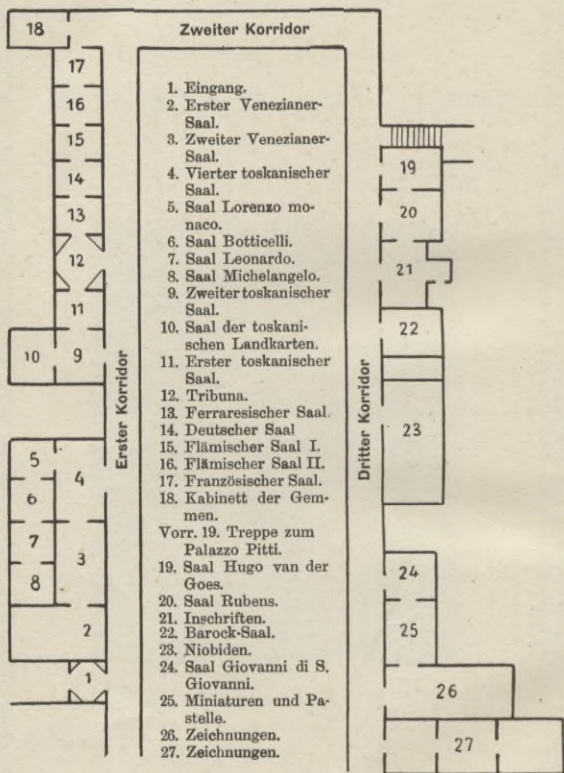 18
Zweiter Korridor
17
16
15
14
13
12
11
10
9
Erster Korridor
5
4
6
7
3
8
2
1
1. Eingang.
2. Erster Venezianer-
Saal.
3. Zweiter Venezianer-
Saal.
4. Vierter toskanischer
Saal.
5. Saal Lorenzo mo-
naco.
6. Saal Botticelli.
7. Saal Leonardo.
8. Saal Michelangelo.
9. Zweiter toskanischer
Saal.
10. Saal der toskani-
schen Landkarten.
11. Erster toskanischer
Saal.
12. Tribuna.
13. Ferraresischer Saal.
14. Deutscher Saal
15. Flämischer Saal I.
16. Flämischer Saal II.
17. Französischer Saal.
18. Kabinett der Gem-
men.
Vorr. 19. Treppe zum
Palazzo Pitti.
19. Saal Hugo van der
Goes.
20. Saal Rubens.
21. Inschriften.
22. Barock-Saal.
23. Niobiden.
24. Saal Giovanni di S.
Giovanni.
25. Miniaturen und Pa-
stelle.
26. Zeichnungen.
27. Zeichnungen.
Dritter Korridor
19
20
21
22
23
24
25
26
27